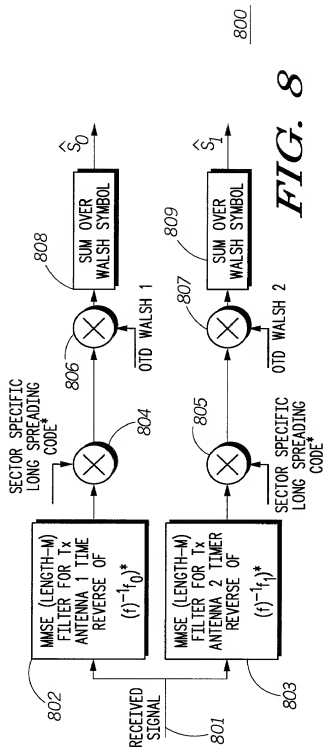 800
808
SUM OVER
WALSH SYMBOL
Ŝ0
806
OTD WALSH 1
SECTOR SPECIFIC
LONG SPREADING
CODE*
804
802
MMSE (LENGTH-M)
FILTER FOR Tx
ANTENNA 1 TIME
REVERSE OF
(f)⁻¹f0)*
RECEIVED
SIGNAL
801
803
MMSE (LENGTH-M)
FILTER FOR Tx
ANTENNA 2 TIMER
REVERSE OF
(f)⁻¹f1)*
805
SECTOR SPECIFIC
LONG SPREADING
CODE*
807
OTD WALSH 2
809
SUM OVER
WALSH SYMBOL
Ŝ1
FIG. 8